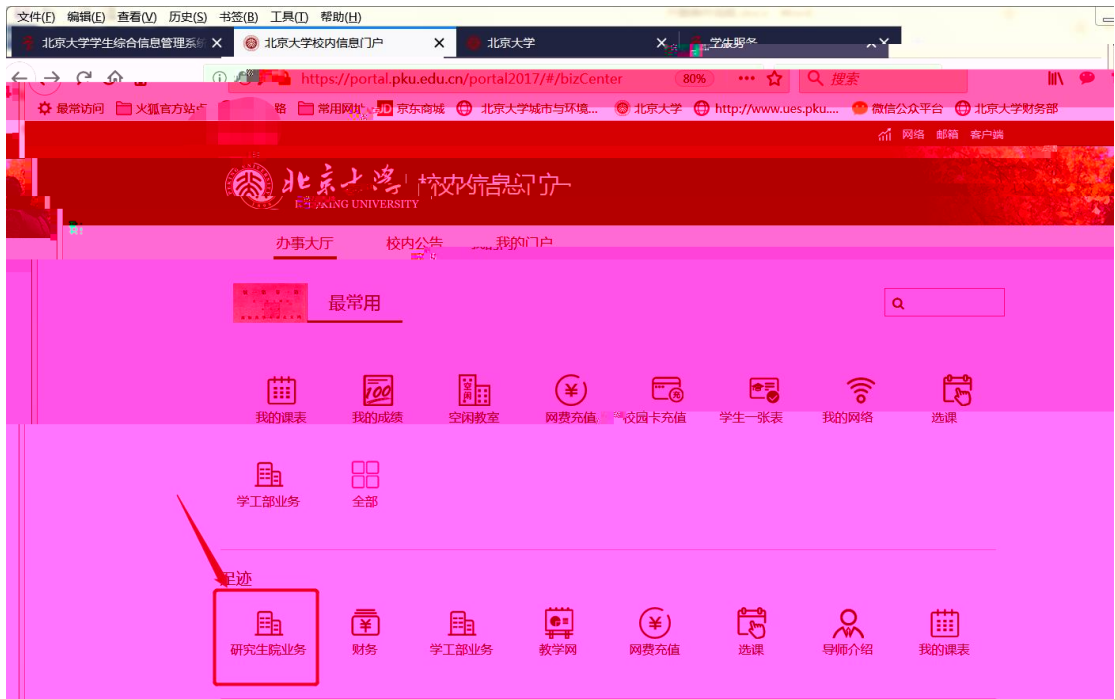 文件(F) 编辑(E) 查看(V) 历史(S) 书签(B) 工具(T) 帮助(H)
北京大学学生综合信息管理系 北京大学校内信息门户 北京大学 学生服务
https://portal.pku.edu.cn/portal2017/#/bizCenter 80% 搜索
最常访问 火狐官方站点 常用网址 京东商城 北京大学城市与环境... 北京大学 http://www.ues.pku.... 微信公众平台 北京大学财务部
网络 邮箱 客户端
北京大学 校内信息门户
PEKING UNIVERSITY
办事大厅 校内公告 我的门户
最常用
我的课表 我的成绩 空闲教室 网费充值 校园卡充值 学生一张表 我的网络 选课
学工部业务 全部
足迹
研究生院业务 财务 学工部业务 教学网 网费充值 选课 导师介绍 我的课表